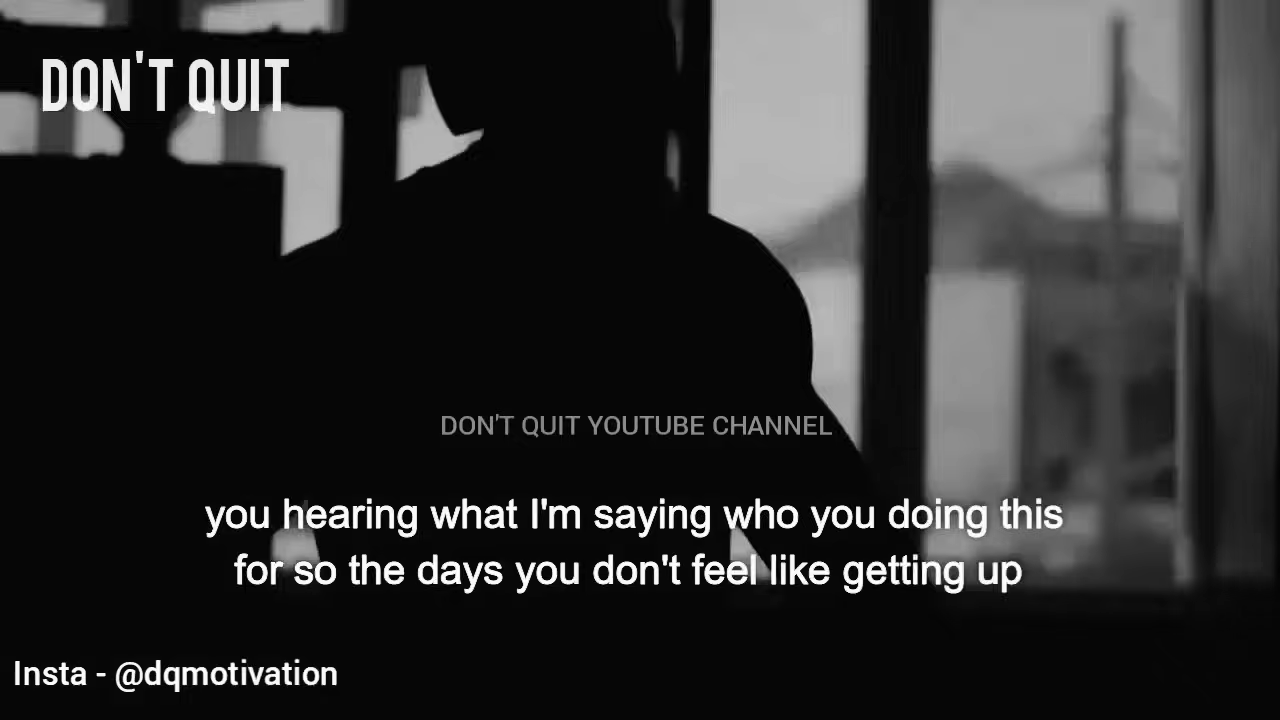 DON'T QUIT
DON'T QUIT YOUTUBE CHANNEL
you hearing what I'm saying who you doing this
for so the days you don't feel like getting up
Insta - @dqmotivation